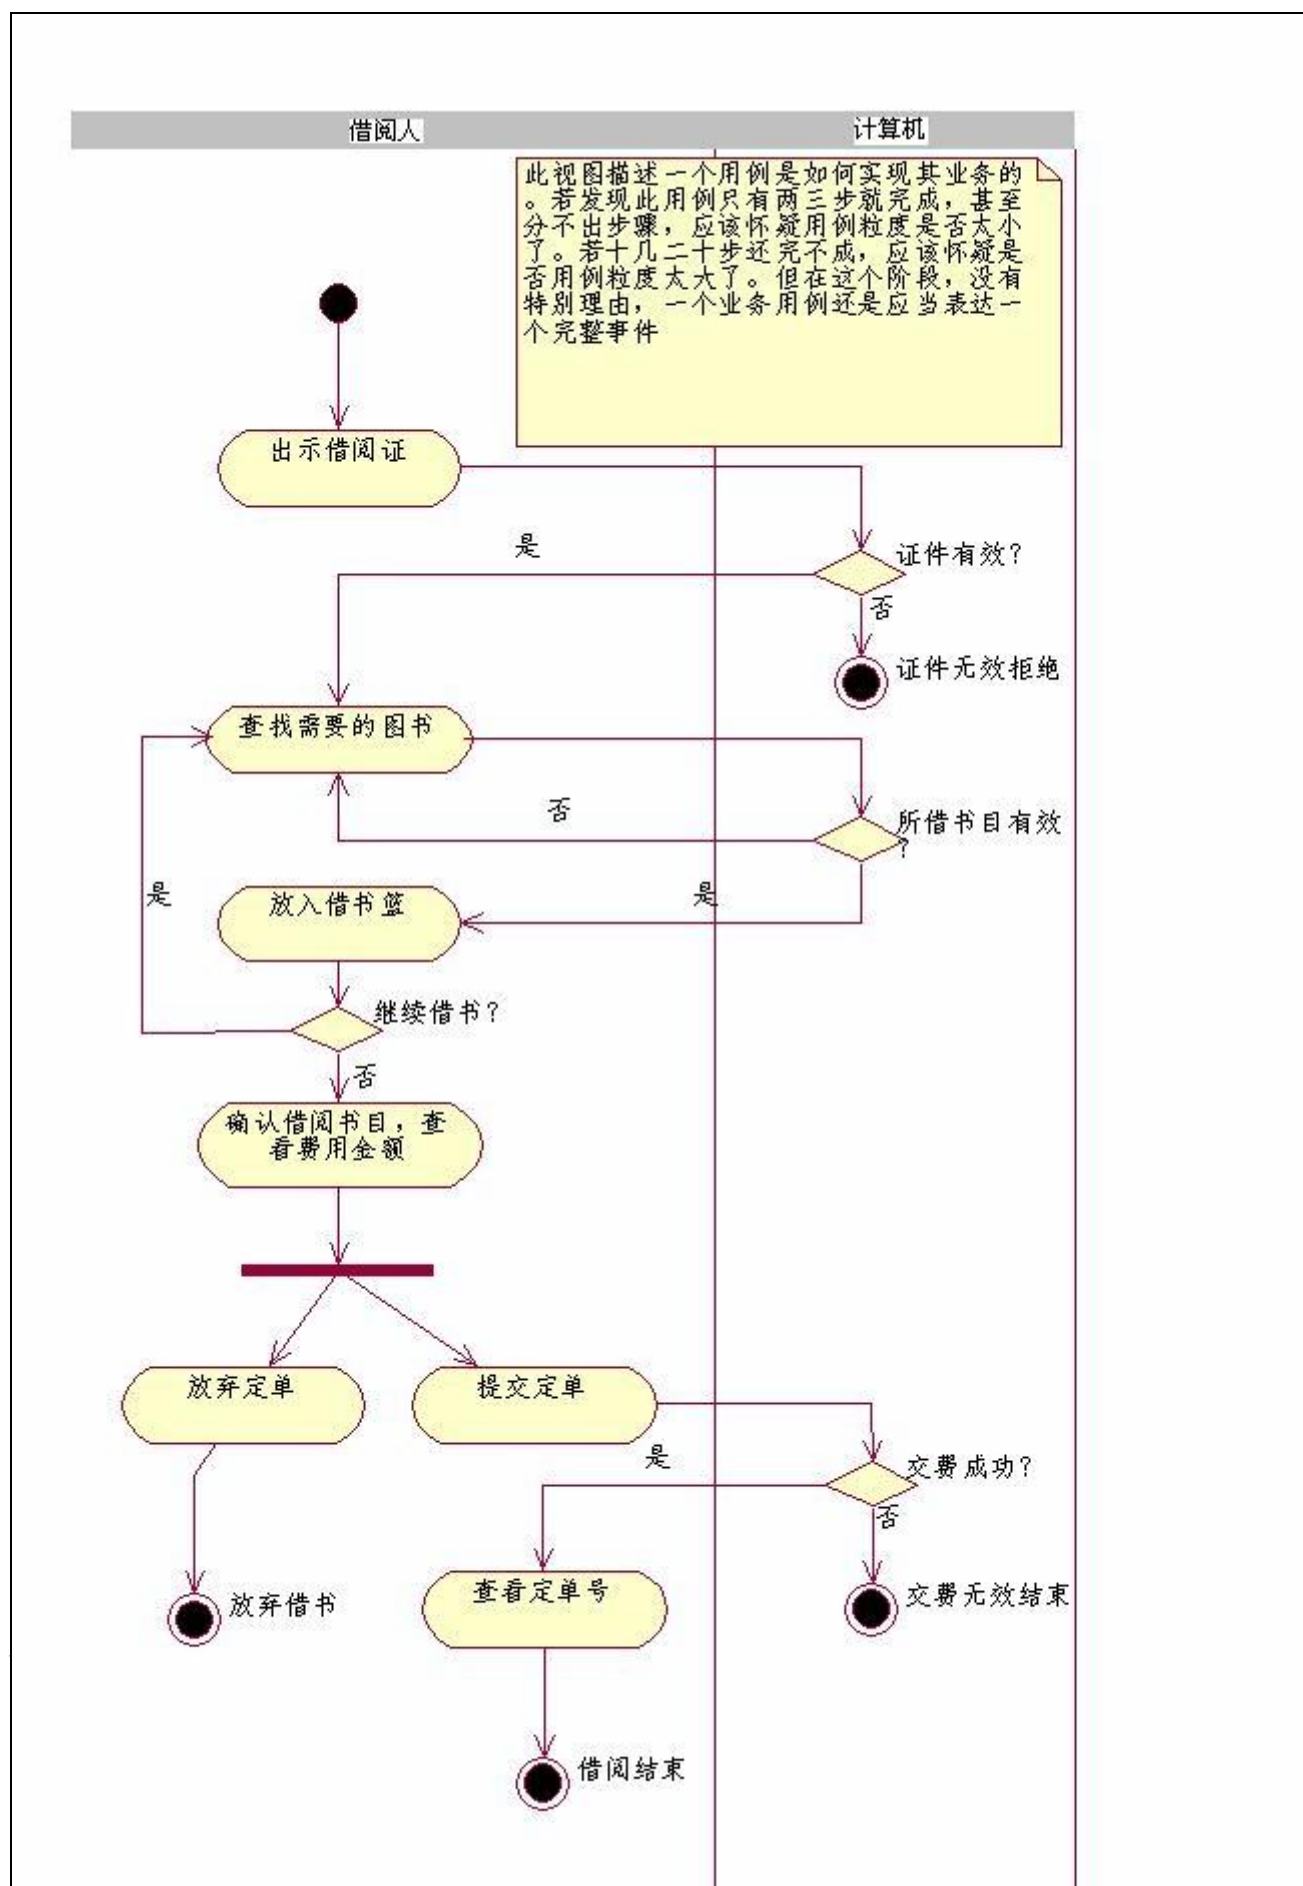 借阅人
计算机
此视图描述一个用例是如何实现其业务的
。若发现此用例只有两三步就完成，甚至
分不出步骤，应该怀疑用例粒度是否太小
了。若十几二十步还完不成，应该怀疑是
否用例粒度太大了。但在这个阶段，没有
特别理由，一个业务用例还是应当表达一
个完整事件
出示借阅证
是
证件有效？
否
证件无效拒绝
查找需要的图书
否
所借书目有效
？
是
放入借书篮
是
继续借书？
否
确认借阅书目，查
看费用金额
放弃定单
提交定单
是
交费成功？
否
查看定单号
放弃借书
交费无效结束
借阅结束